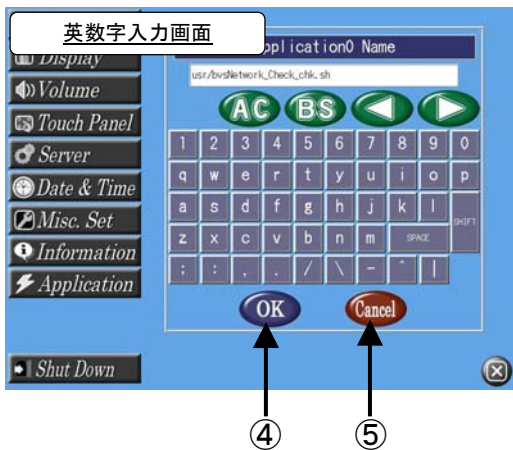 英数字入力画面
pplication0 Name
Display
usr/bvsNetwork_Check_chk.sh
Volume
AC BS
Touch Panel
1 2 3 4 5 6 7 8 9 0
Server
q w e r t y u i o p
Date & Time
a s d f g h j k l
SHIFT
Misc. Set
z x c v b n m SPACE
Information
; : , . / \ - ^ |
Application
OK Cancel
Shut Down
④ ⑤